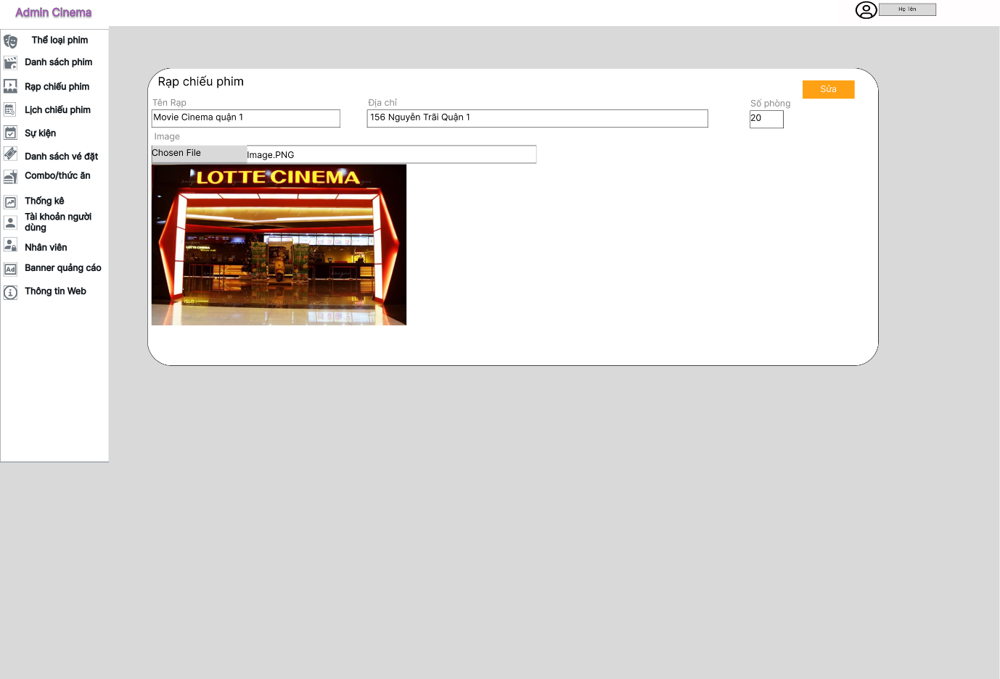 Admin Cinema
Họ Tên
Thể loại phim
Danh sách phim
Rạp chiếu phim
Lịch chiếu phim
Sự kiện
Danh sách vé đặt
Combo/thức ăn
Thống kê
Tài khoản người
dùng
Nhân viên
Ad
Banner quảng cáo
Thông tin Web
Rạp chiếu phim
Sửa
Tên Rạp
Địa chỉ
Số phòng
Movie Cinema quận 1
156 Nguyễn Trãi Quận 1
20
Image
Chosen File
Image.PNG
LOTTE CINEMA
LOTTE CINEMA